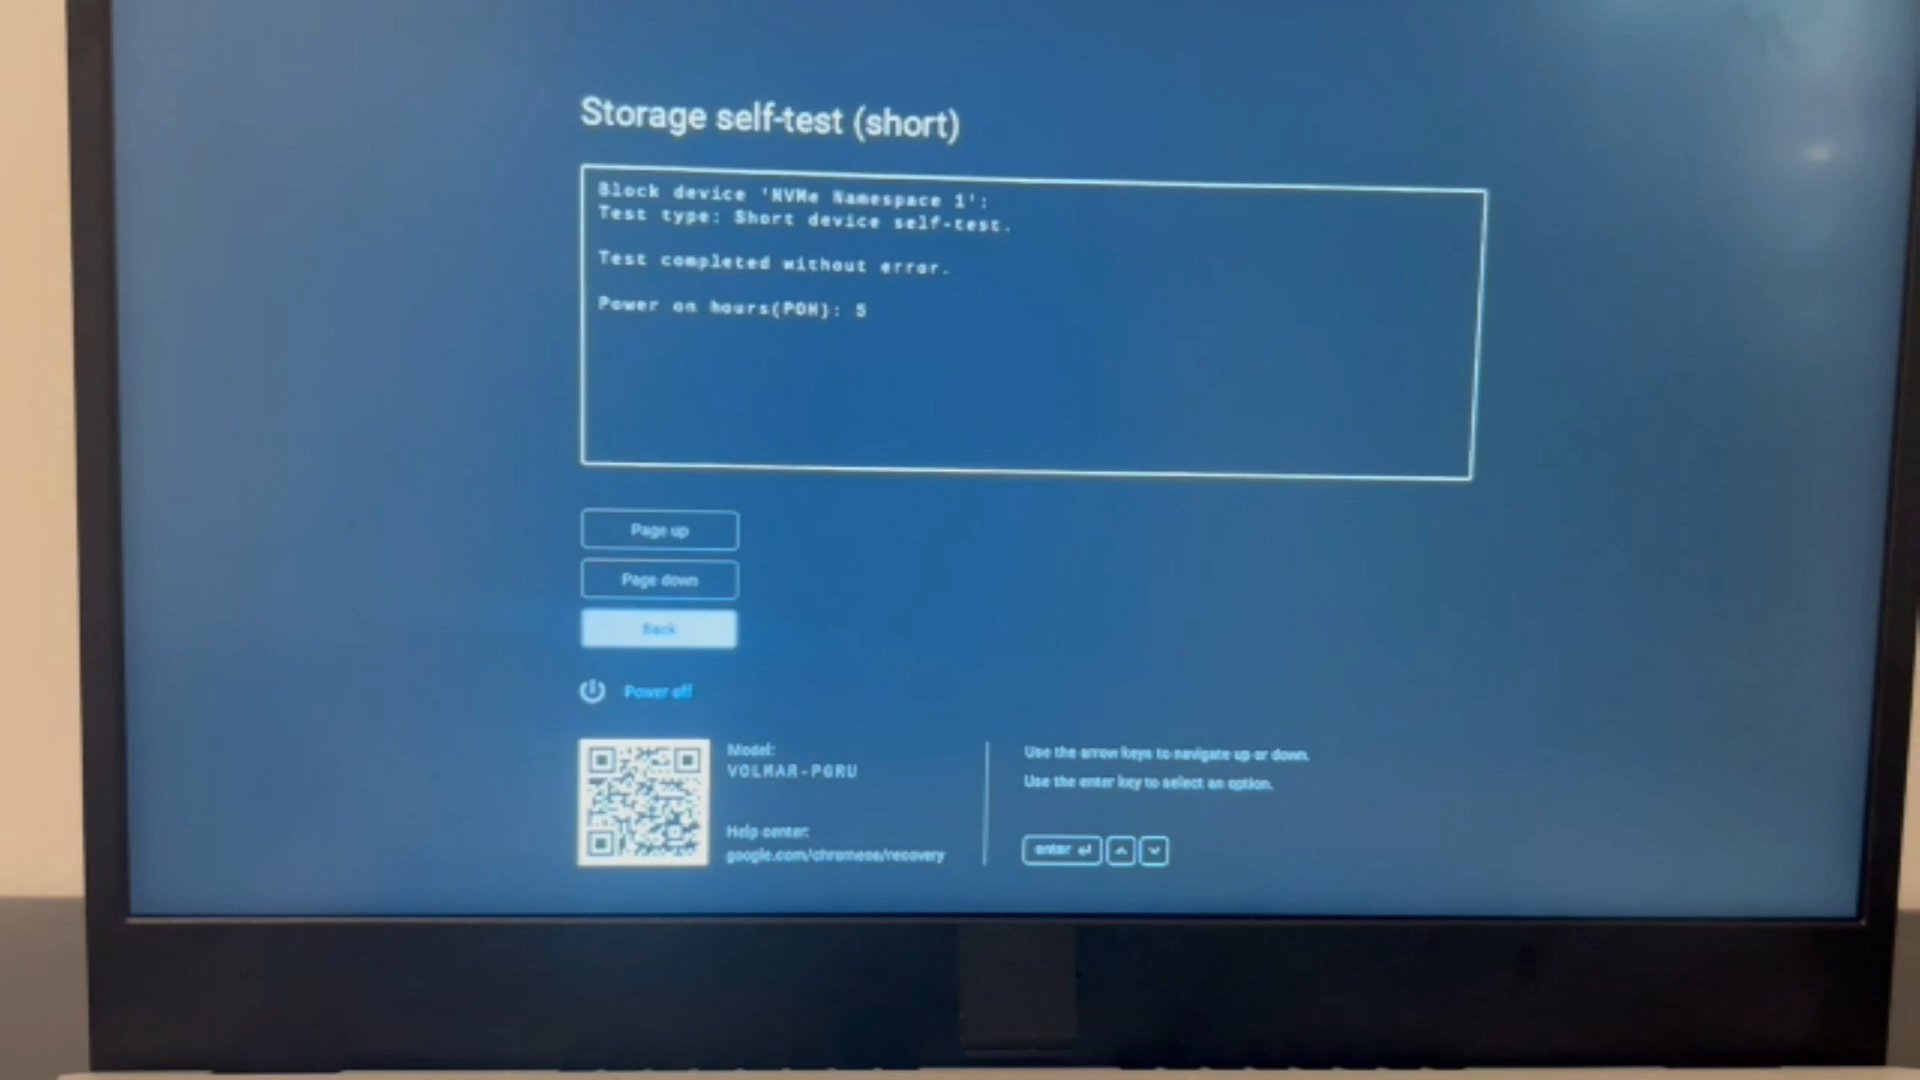 Storage self-test (short)
Block device 'NVMe Namespace 1':
Test type: Short device self-test.
Test completed without error.
Power on hours(POH): 5
Page up
Page down
Back
Power off
Model:
VOLMAR-PGRU
Help center:
google.com/chromeos/recovery
Use the arrow keys to navigate up or down.
Use the enter key to select an option.
enter